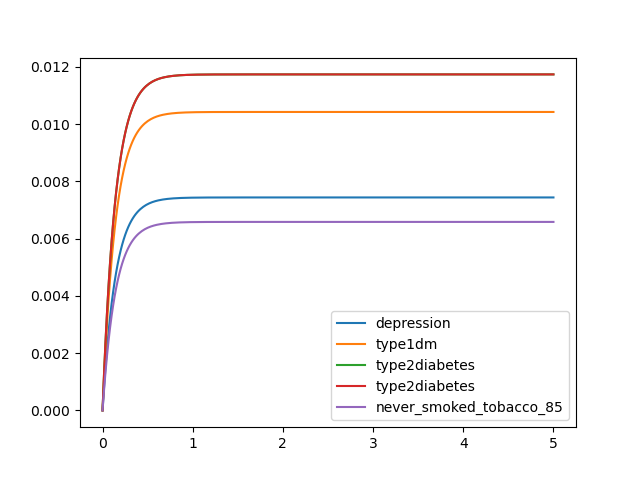 0.012
0.010
0.008
0.006
0.004
0.002
0.000
0 1 2 3 4 5
depression
type1dm
type2diabetes
type2diabetes
never_smoked_tobacco_85